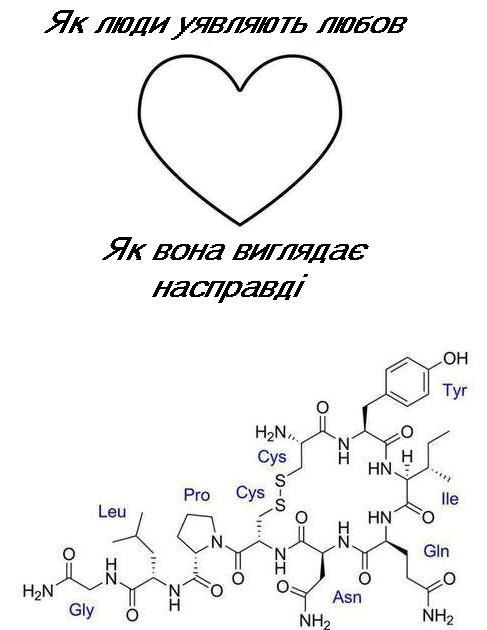 Як люди уявляють любов
Як вона виглядає
насправді
OH
Tyr
O
H₂N
O
Cys
N
H
HN
H
S
Cys
S
Ile
Leu
Pro
O
HN
O
Gln
O
H
N
N
O
N
H
O
H
N
O
O
H₂N
Gly
O
N
H
O
O
Asn
NH₂
O
NH₂